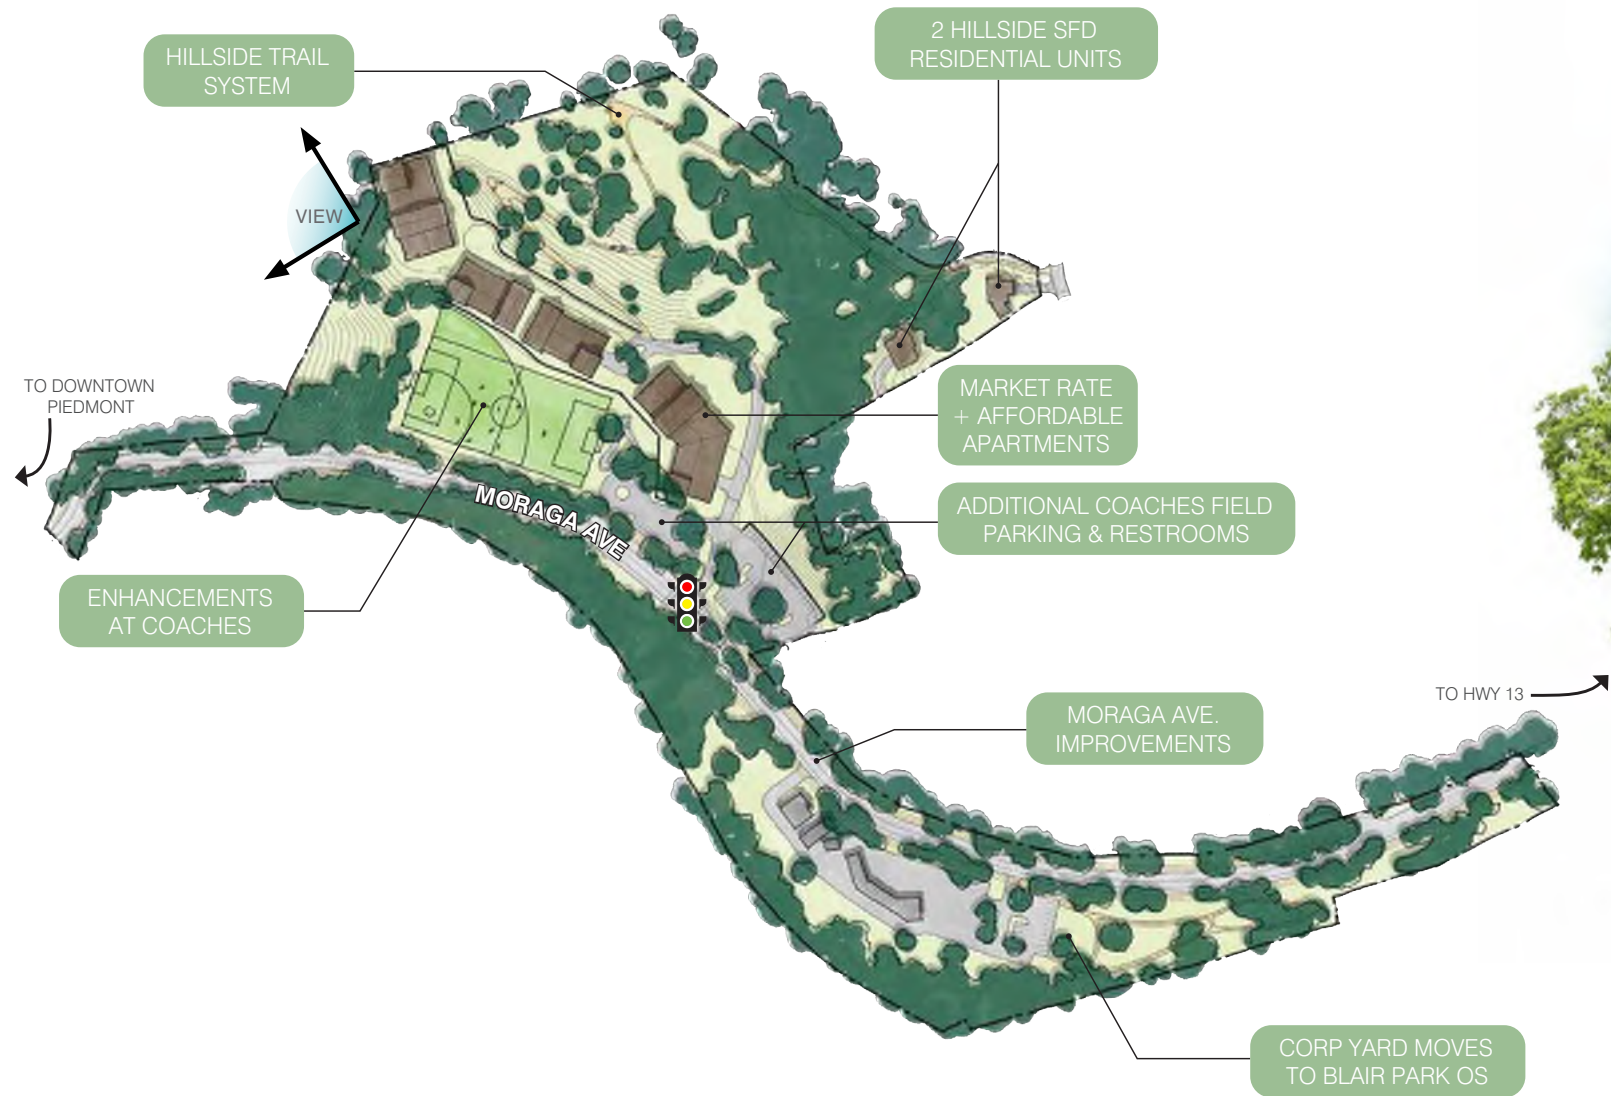 HILLSIDE TRAIL
SYSTEM
2 HILLSIDE SFD
RESIDENTIAL UNITS
VIEW
TO DOWNTOWN
PIEDMONT
MARKET RATE
+ AFFORDABLE
APARTMENTS
MORAGA AVE
ADDITIONAL COACHES FIELD
PARKING & RESTROOMS
ENHANCEMENTS
AT COACHES
TO HWY 13
MORAGA AVE.
IMPROVEMENTS
CORP YARD MOVES
TO BLAIR PARK OS